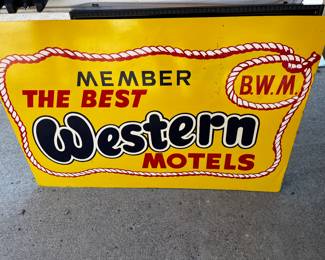 MEMBER
THE BEST
Western
MOTELS
B.W.M.